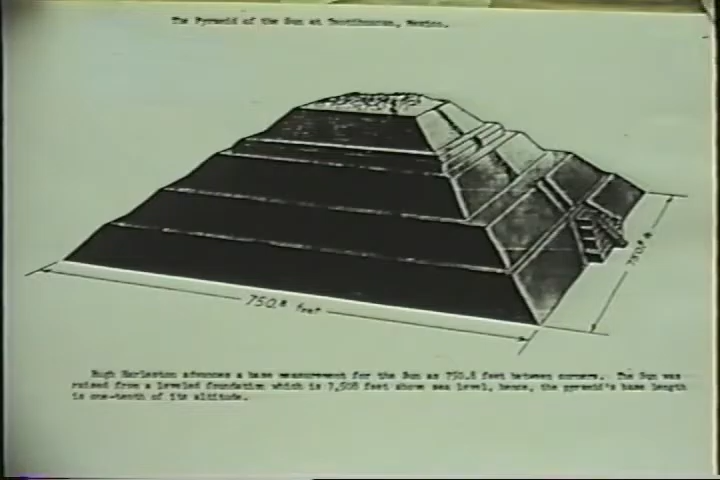 The Pyramid of the Sun at Teotihuacan, Mexico.
750.8 feet
750.8 ft
Hugh Harleston advances a base measurement for the Sun as 750.8 feet between corners. The Sun was
raised from a leveled foundation which is 7,508 feet above sea level, hence, the pyramid's base length
is one-tenth of its altitude.